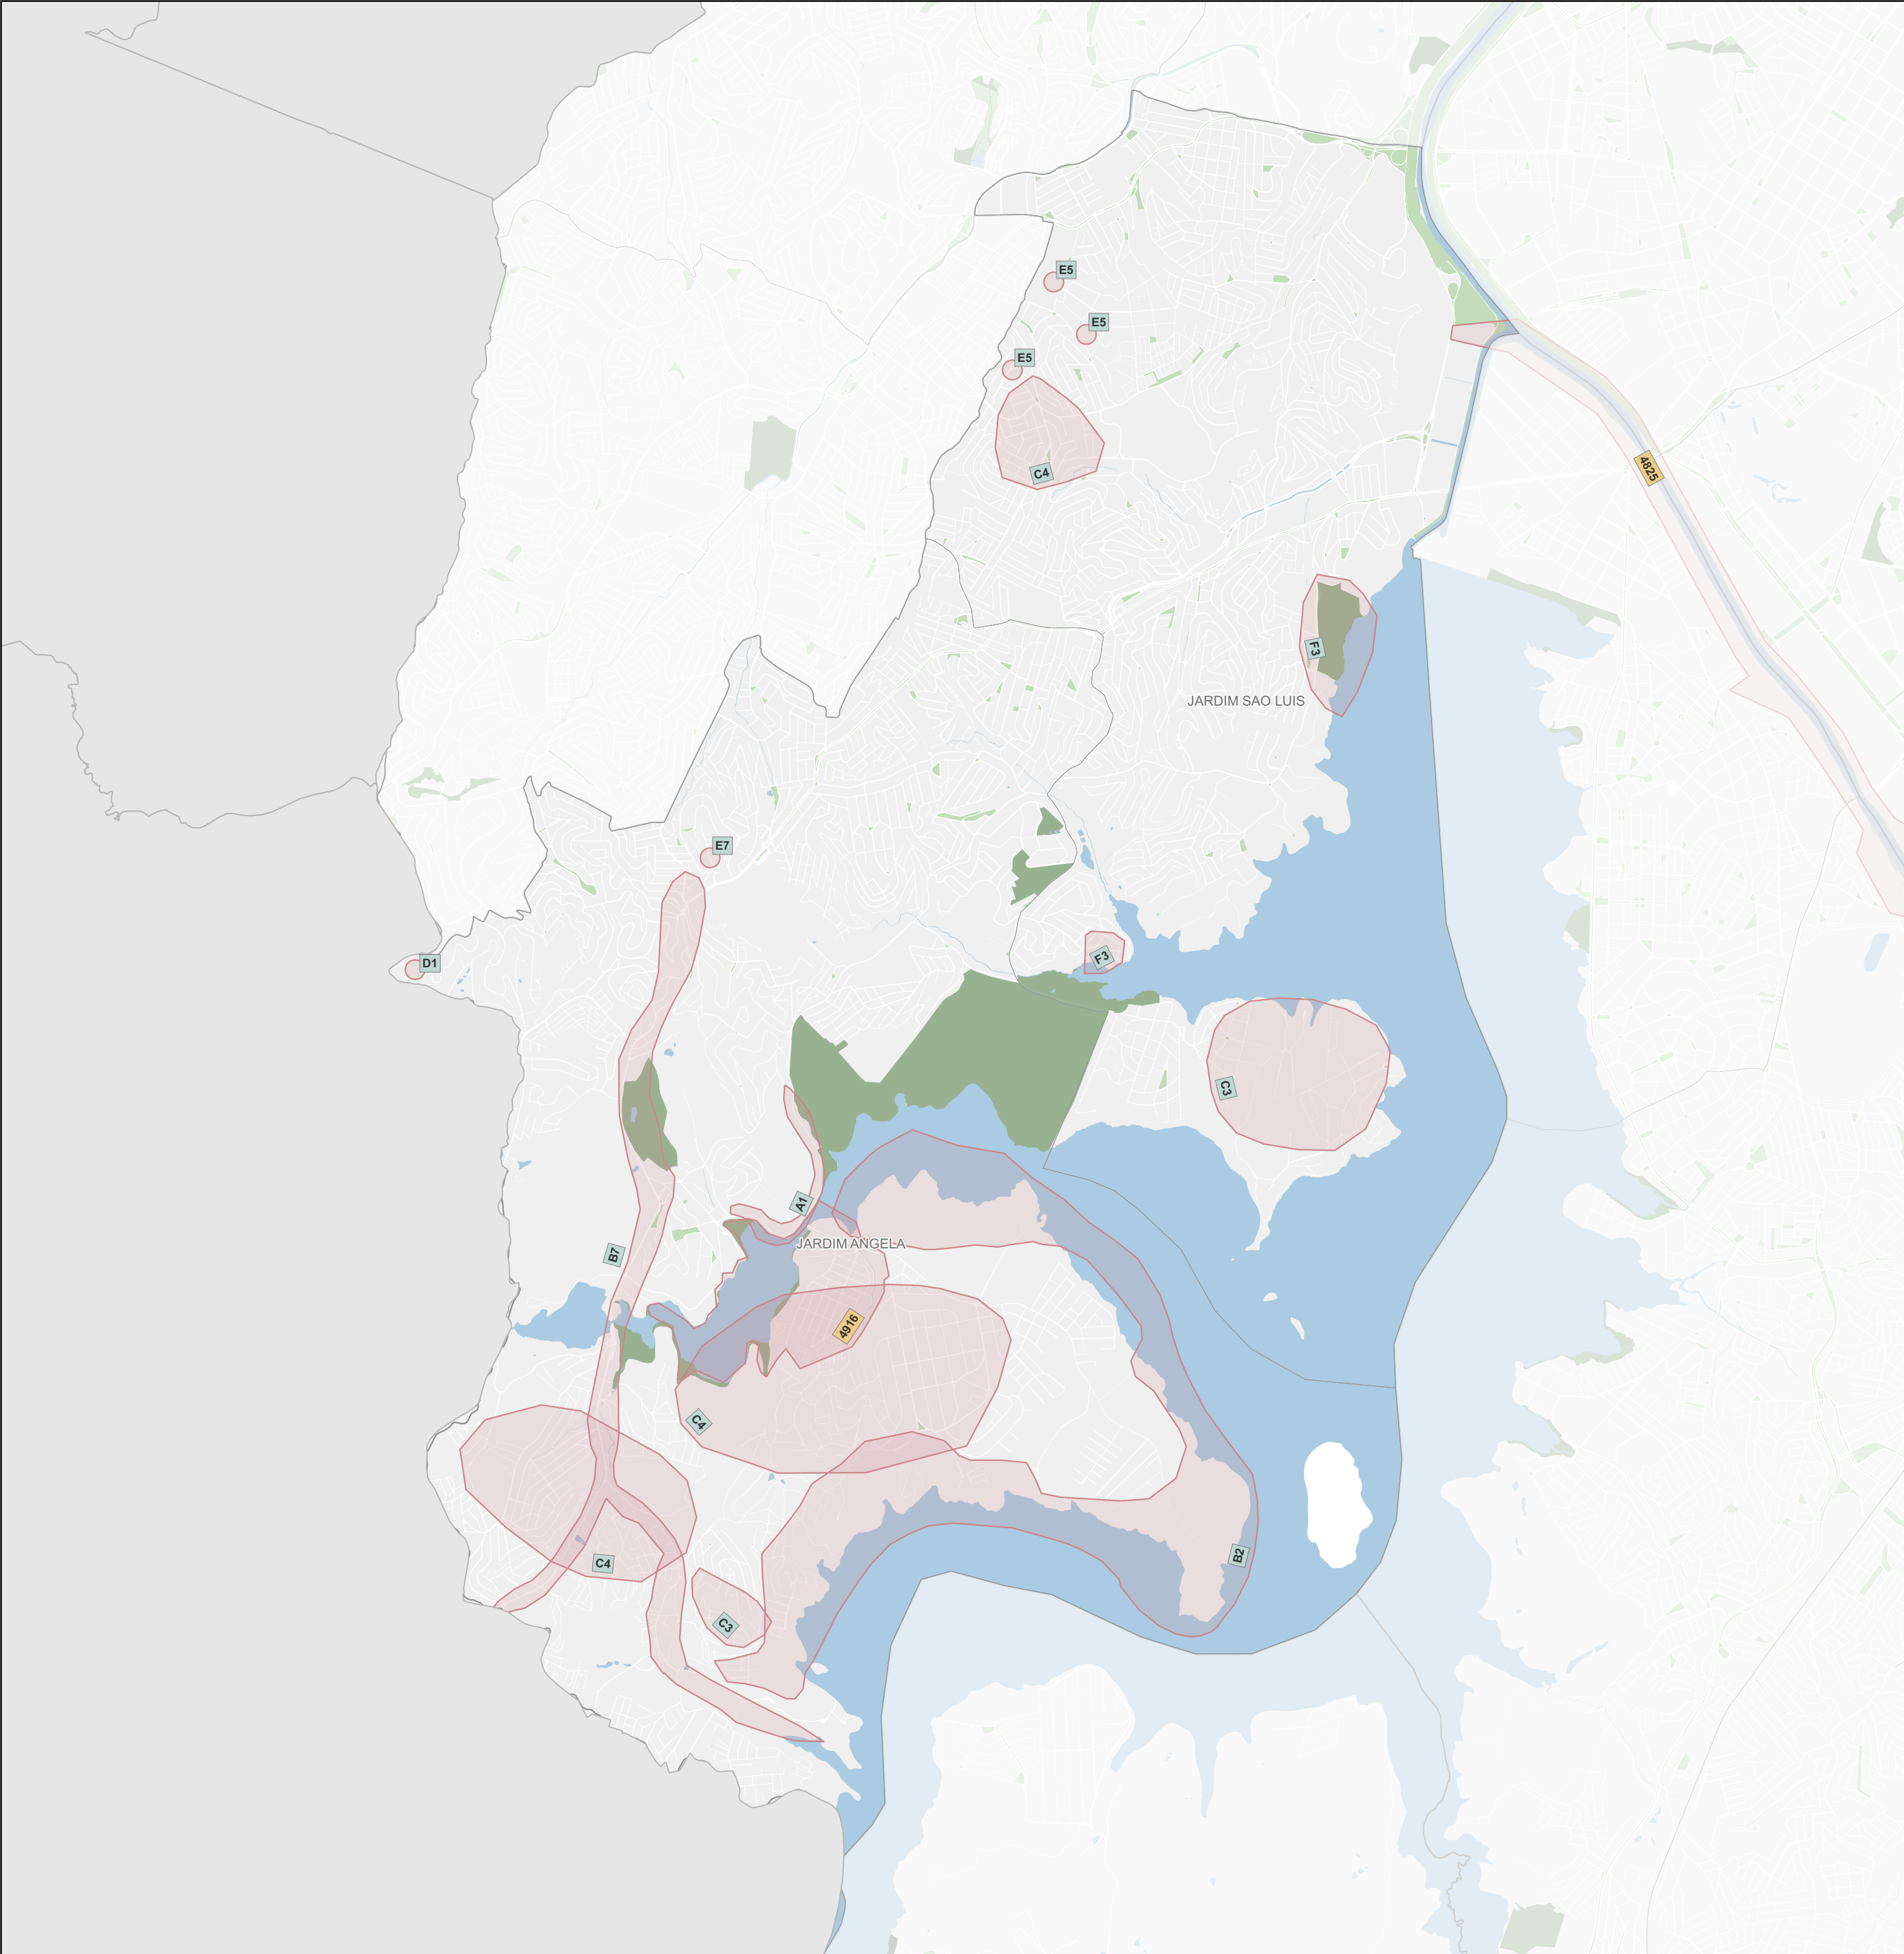 E5
E5
E5
4825
C4
F3
JARDIM SAO LUIS
E7
F3
D1
C3
A1
JARDIM ANGELA
B7
4916
C4
B2
C4
C3